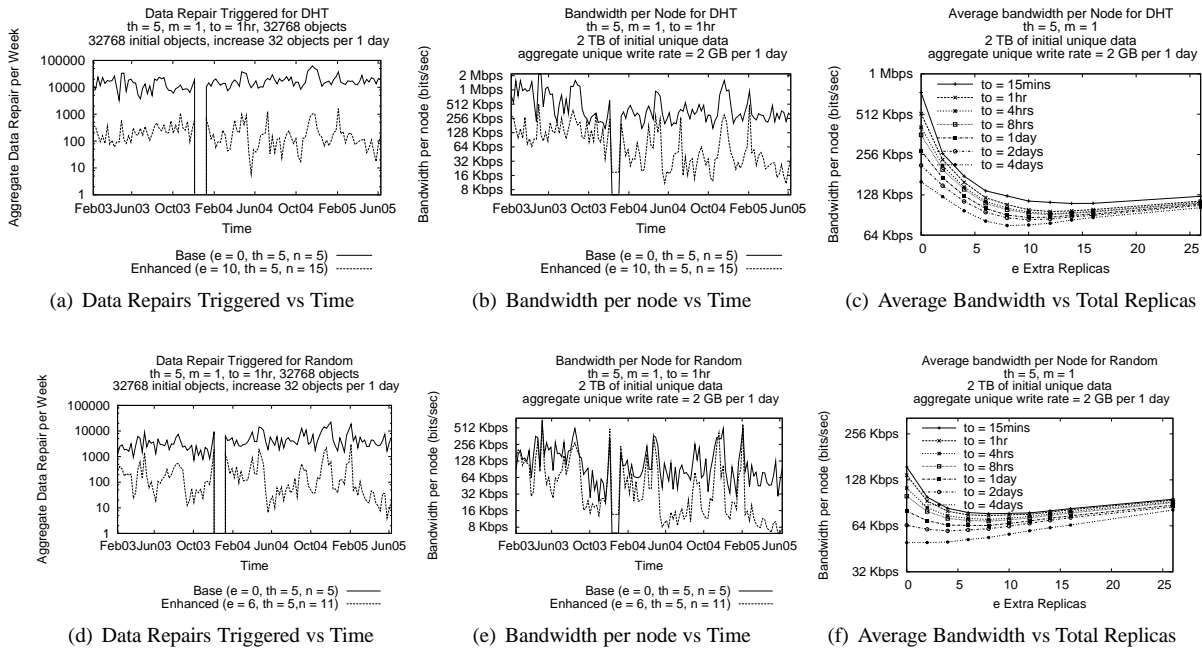 Data Repair Triggered for DHT
th = 5, m = 1, to = 1hr, 32768 objects
32768 initial objects, increase 32 objects per 1 day
Aggregate Data Repair per Week
100000
10000
1000
100
10
1
Feb03 Jun03 Oct03 Feb04 Jun04 Oct04 Feb05 Jun05
Time
Base (e = 0, th = 5, n = 5)
Enhanced (e = 10, th = 5, n = 15)
(a) Data Repairs Triggered vs Time
Bandwidth per Node for DHT
th = 5, m = 1, to = 1hr
2 TB of initial unique data
aggregate unique write rate = 2 GB per 1 day
Bandwidth per node (bits/sec)
2 Mbps
1 Mbps
512 Kbps
256 Kbps
128 Kbps
64 Kbps
32 Kbps
16 Kbps
8 Kbps
Feb03 Jun03 Oct03 Feb04 Jun04 Oct04 Feb05 Jun05
Time
Base (e = 0, th = 5, n = 5)
Enhanced (e = 10, th = 5, n = 15)
(b) Bandwidth per node vs Time
Average bandwidth per Node for DHT
th = 5, m = 1
2 TB of initial unique data
aggregate unique write rate = 2 GB per 1 day
Bandwidth per node (bits/sec)
1 Mbps
512 Kbps
256 Kbps
128 Kbps
64 Kbps
to = 15mins
to = 1hr
to = 4hrs
to = 8hrs
to = 1day
to = 2days
to = 4days
0 5 10 15 20 25
e Extra Replicas
(c) Average Bandwidth vs Total Replicas
Data Repair Triggered for Random
th = 5, m = 1, to = 1hr, 32768 objects
32768 initial objects, increase 32 objects per 1 day
Aggregate Data Repair per Week
100000
10000
1000
100
10
1
Feb03 Jun03 Oct03 Feb04 Jun04 Oct04 Feb05 Jun05
Time
Base (e = 0, th = 5, n = 5)
Enhanced (e = 6, th = 5, n = 11)
(d) Data Repairs Triggered vs Time
Bandwidth per Node for Random
th = 5, m = 1, to = 1hr
2 TB of initial unique data
aggregate unique write rate = 2 GB per 1 day
Bandwidth per node (bits/sec)
512 Kbps
256 Kbps
128 Kbps
64 Kbps
32 Kbps
16 Kbps
8 Kbps
Feb03 Jun03 Oct03 Feb04 Jun04 Oct04 Feb05 Jun05
Time
Base (e = 0, th = 5, n = 5)
Enhanced (e = 6, th = 5, n = 11)
(e) Bandwidth per node vs Time
Average bandwidth per Node for Random
th = 5, m = 1
2 TB of initial unique data
aggregate unique write rate = 2 GB per 1 day
Bandwidth per node (bits/sec)
256 Kbps
128 Kbps
64 Kbps
32 Kbps
to = 15mins
to = 1hr
to = 4hrs
to = 8hrs
to = 1day
to = 2days
to = 4days
0 5 10 15 20 25
e Extra Replicas
(f) Average Bandwidth vs Total Replicas